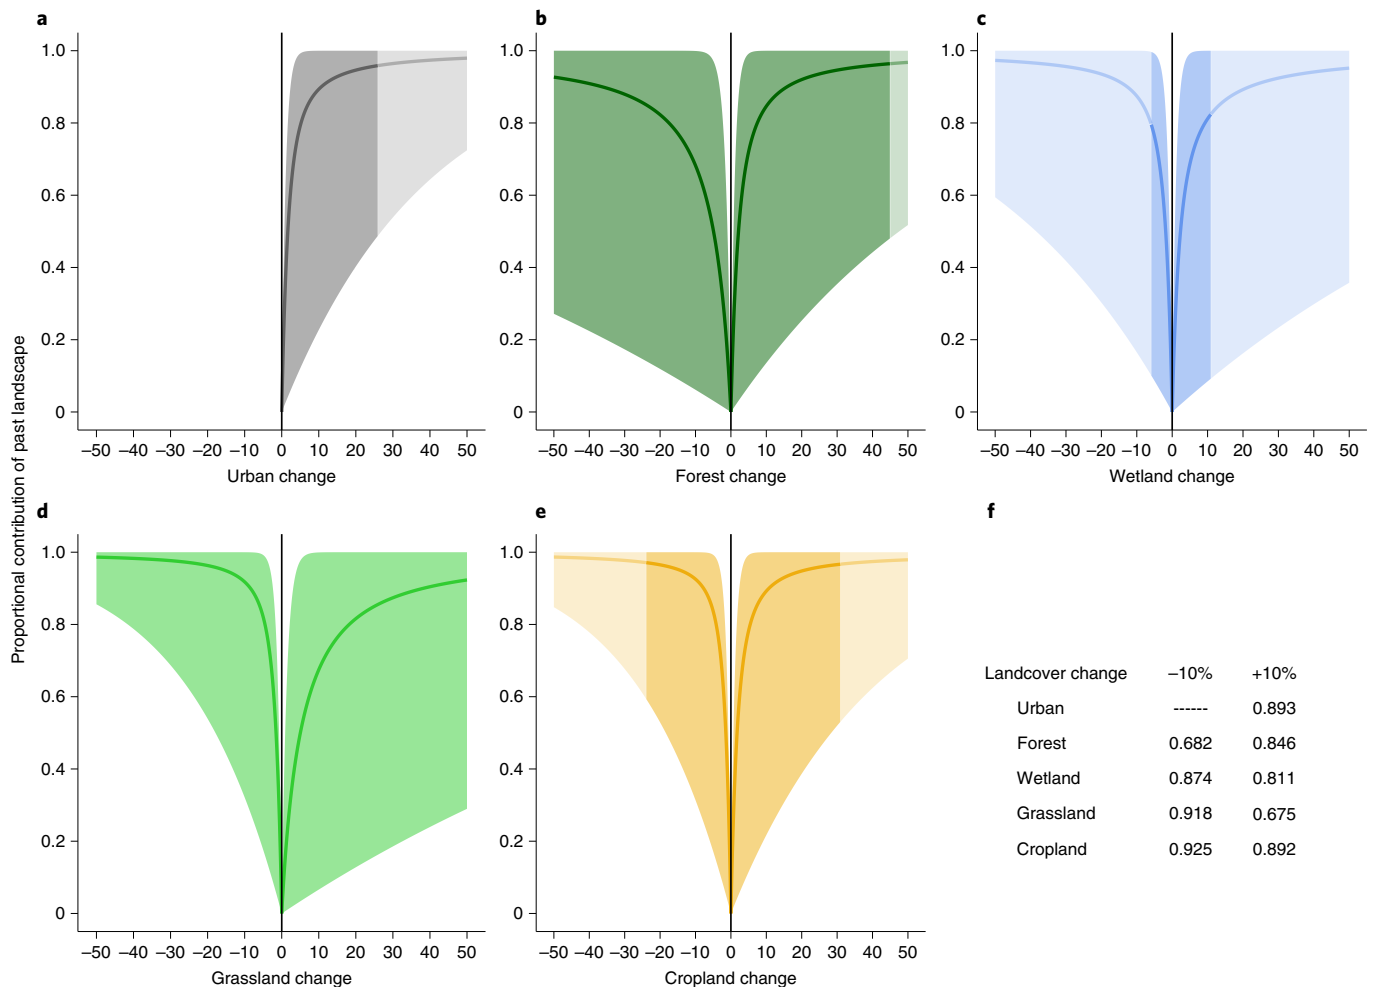 a
1.0
0.8
0.6
0.4
0.2
0
–50 –40 –30 –20 –10 0 10 20 30 40 50
Urban change
b
1.0
0.8
0.6
0.4
0.2
0
–50 –40 –30 –20 –10 0 10 20 30 40 50
Forest change
c
1.0
0.8
0.6
0.4
0.2
0
–50 –40 –30 –20 –10 0 10 20 30 40 50
Wetland change
Proportional contribution of past landscape
d
1.0
0.8
0.6
0.4
0.2
0
–50 –40 –30 –20 –10 0 10 20 30 40 50
Grassland change
e
1.0
0.8
0.6
0.4
0.2
0
–50 –40 –30 –20 –10 0 10 20 30 40 50
Cropland change
f
Landcover change –10% +10%
Urban ------ 0.893
Forest 0.682 0.846
Wetland 0.874 0.811
Grassland 0.918 0.675
Cropland 0.925 0.892